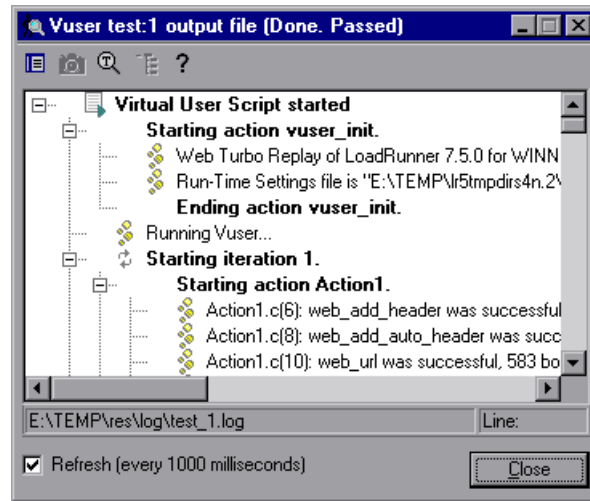 Vuser test:1 output file (Done. Passed)
Virtual User Script started
Starting action vuser_init.
Web Turbo Replay of LoadRunner 7.5.0 for WINN
Run-Time Settings file is "E:\TEMP\lr5tmpdirs4n.2\
Ending action vuser_init.
Running Vuser...
Starting iteration 1.
Starting action Action1.
Action1.c(6): web_add_header was successful
Action1.c(8): web_add_auto_header was succ
Action1.c(10): web_url was successful, 583 bo
E:\TEMP\res\log\test_1.log Line:
Refresh (every 1000 milliseconds) Close